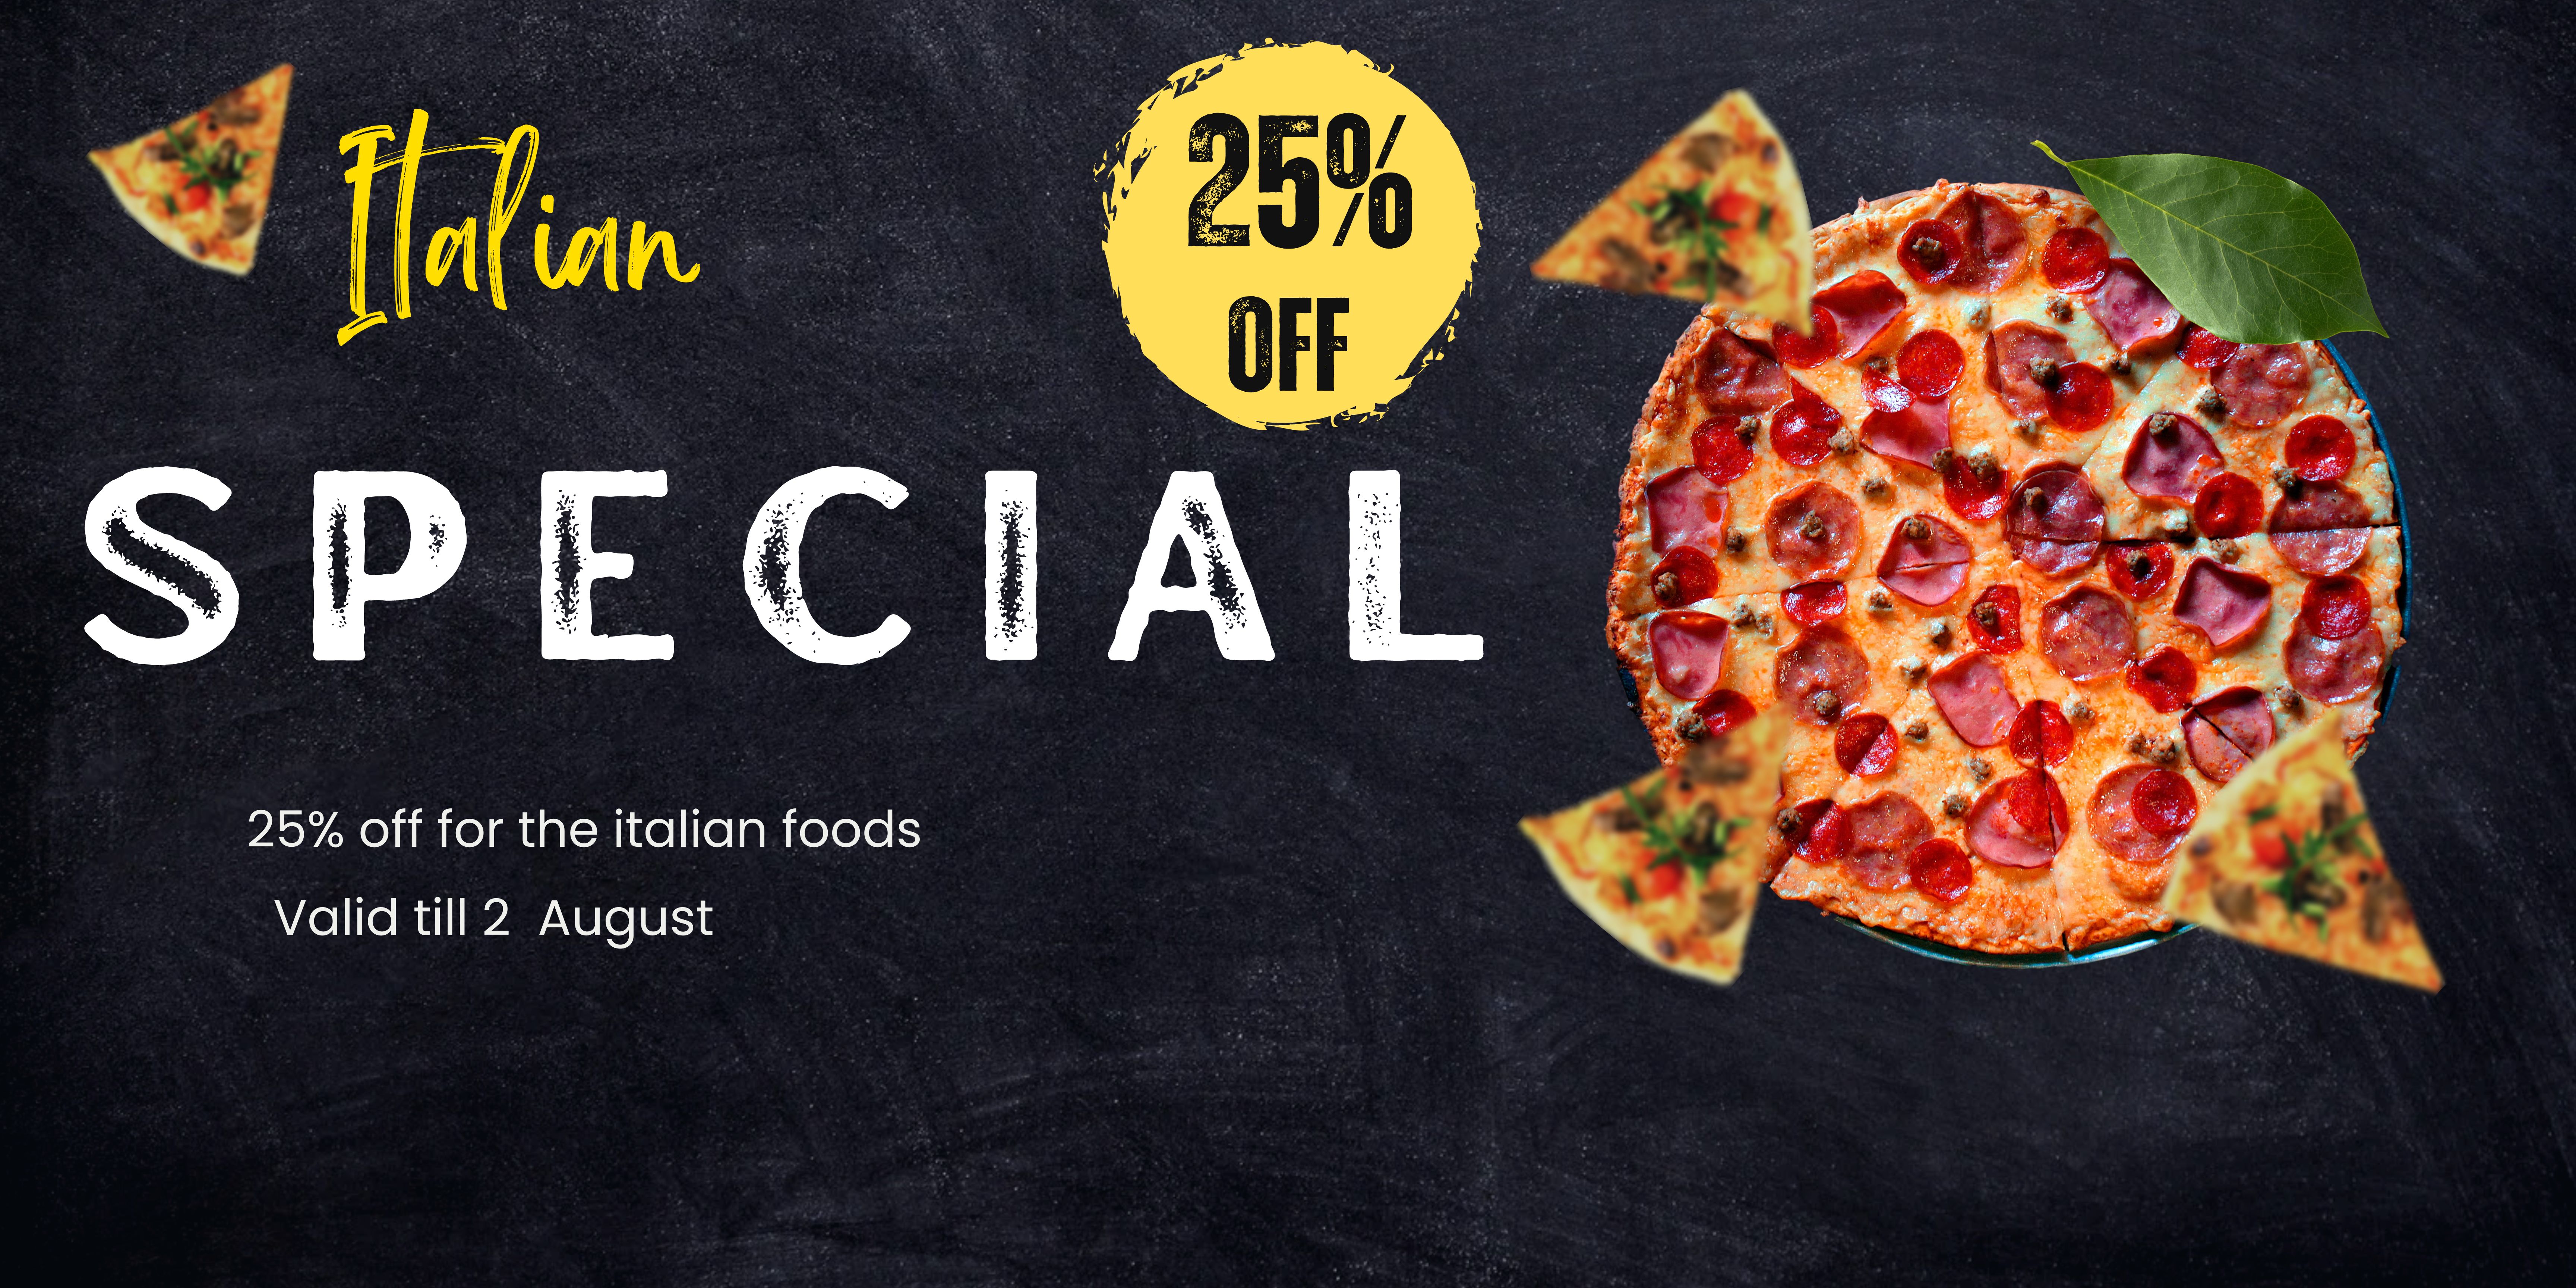 Italian
25%
OFF
SPECIAL
25% off for the italian foods
Valid till 2  August